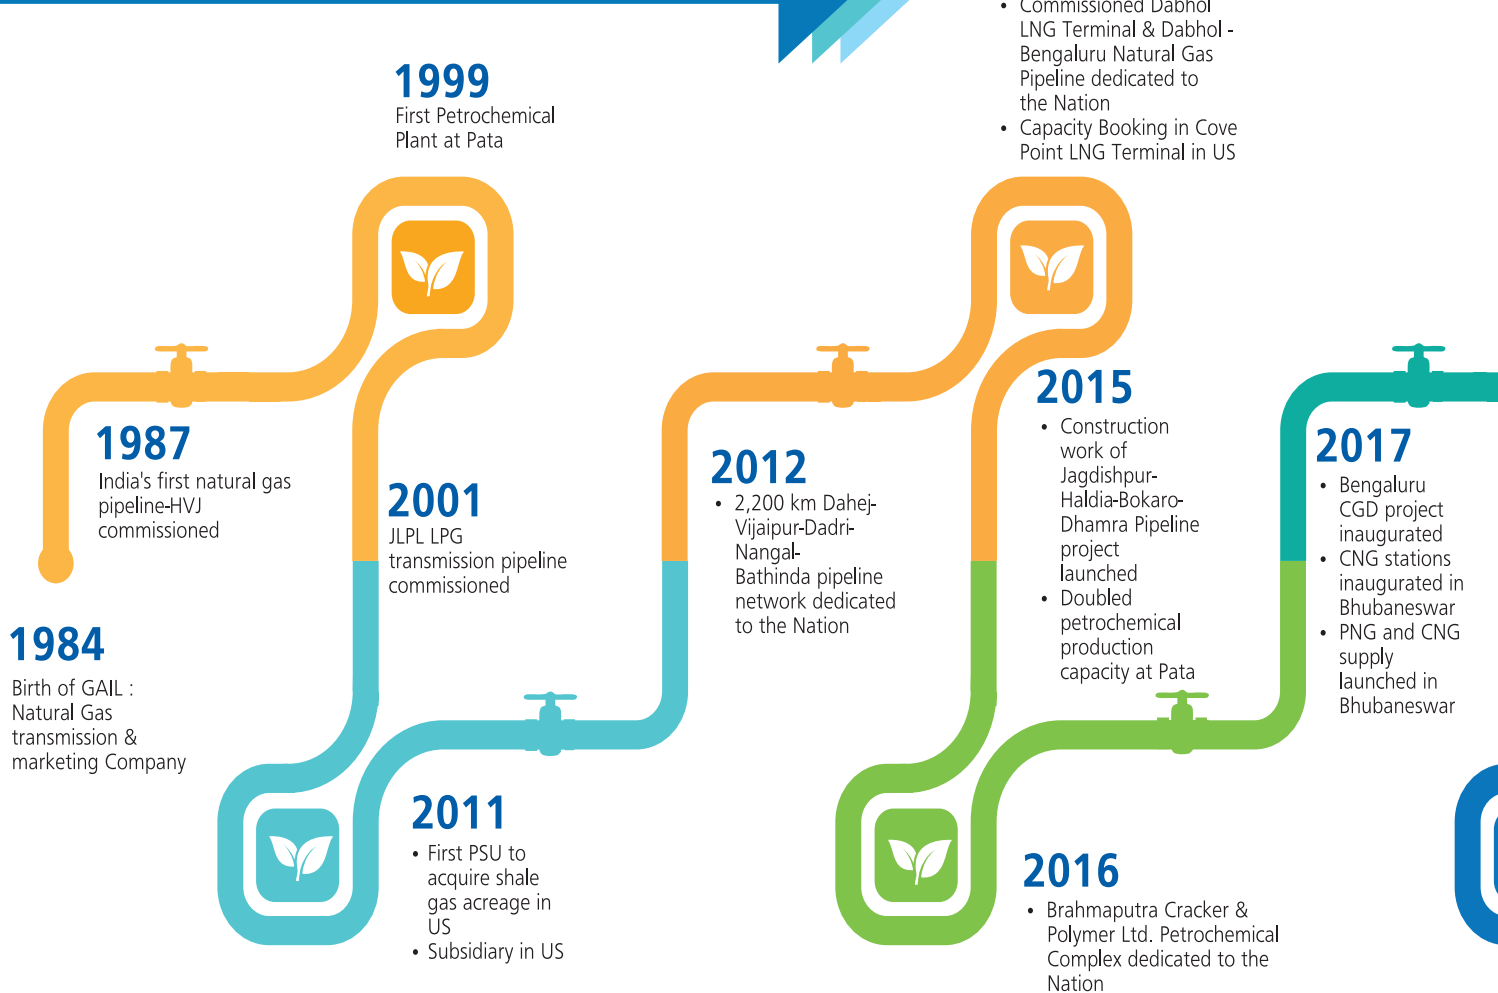 1984
Birth of GAIL :
Natural Gas
transmission &
marketing Company
1987
India's first natural gas
pipeline-HVJ
commissioned
1999
First Petrochemical
Plant at Pata
2001
JLPL LPG
transmission pipeline
commissioned
2011
• First PSU to
acquire shale
gas acreage in
US
• Subsidiary in US
2012
• 2,200 km Dahej-
Vijaipur-Dadri-
Nangal-
Bathinda pipeline
network dedicated
to the Nation
• Commissioned Dabhol
LNG Terminal & Dabhol -
Bengaluru Natural Gas
Pipeline dedicated to
the Nation
• Capacity Booking in Cove
Point LNG Terminal in US
2015
• Construction
work of
Jagdishpur-
Haldia-Bokaro-
Dhamra Pipeline
project
launched
• Doubled
petrochemical
production
capacity at Pata
2016
• Brahmaputra Cracker &
Polymer Ltd. Petrochemical
Complex dedicated to the
Nation
2017
• Bengaluru
CGD project
inaugurated
• CNG stations
inaugurated in
Bhubaneswar
• PNG and CNG
supply
launched in
Bhubaneswar